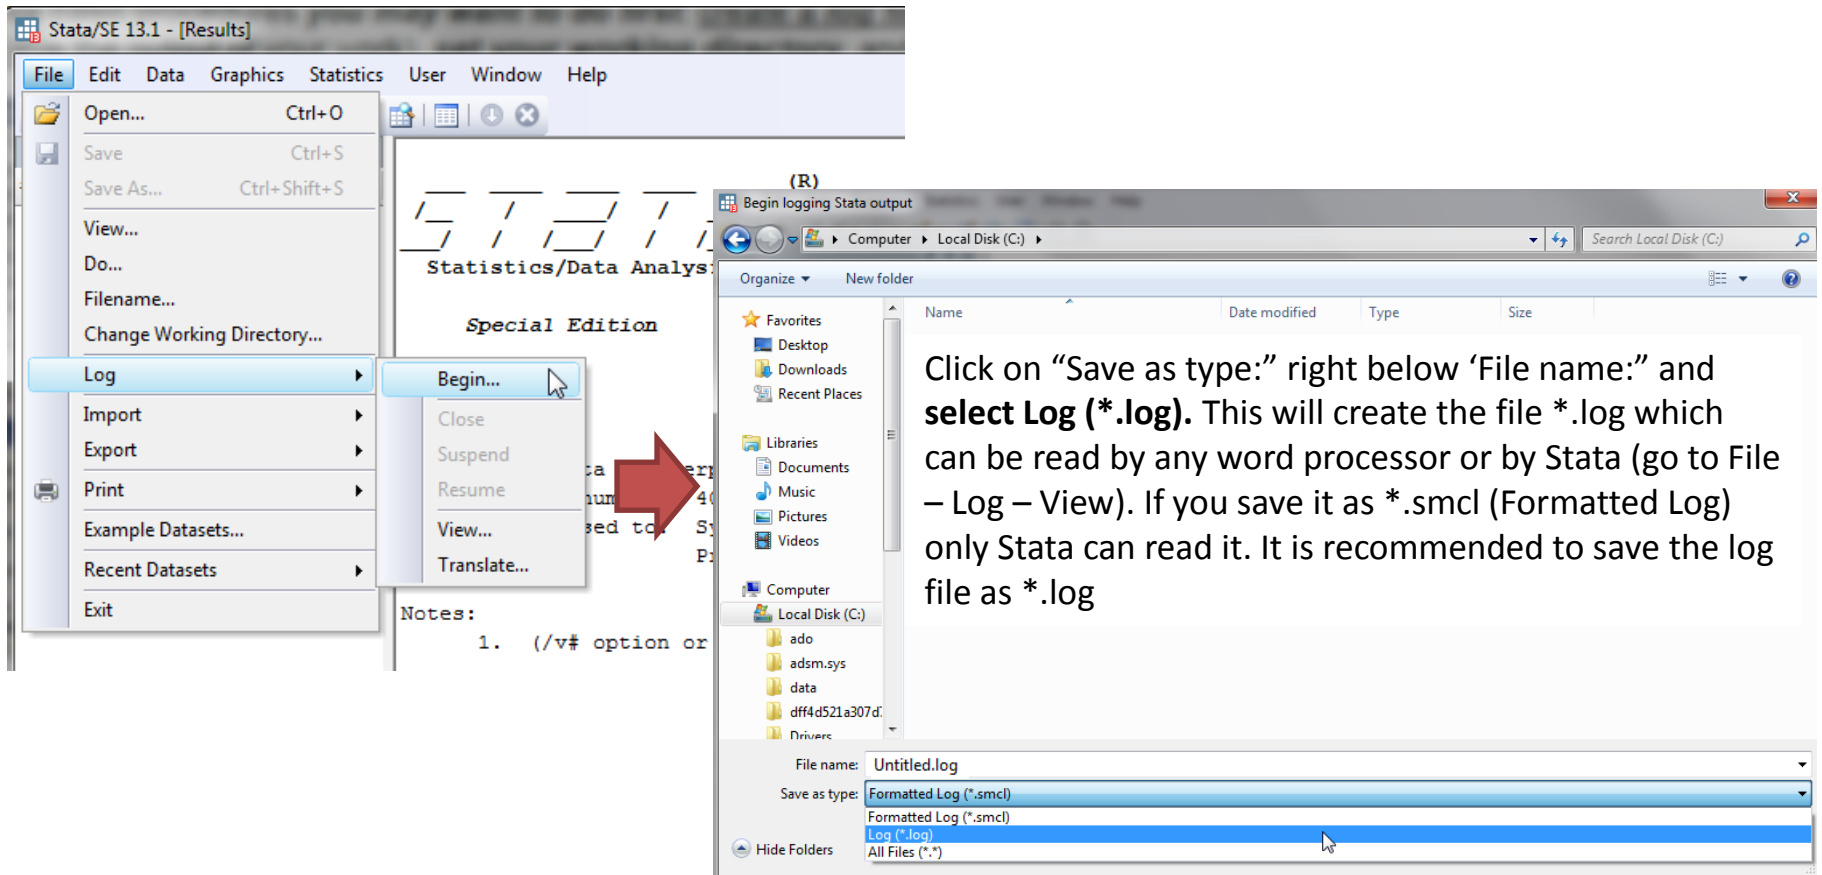 Stata/SE 13.1 - [Results]
File Edit Data Graphics Statistics User Window Help
Open... Ctrl+O
Save Ctrl+S
Save As... Ctrl+Shift+S
View...
Do...
Filename...
Change Working Directory...
Log
Import
Export
Print
Example Datasets...
Recent Datasets
Exit
Begin...
Close
Suspend
Resume
View...
Translate...
(R)
STATA
Statistics/Data Analys
Special Edition
Notes:
1. (/v# option or
Begin logging Stata output
Computer Local Disk (C:)
Search Local Disk (C:)
Organize New folder
Name Date modified Type Size
Favorites
Desktop
Downloads
Recent Places
Libraries
Documents
Music
Pictures
Videos
Computer
Local Disk (C:)
ado
adsm.sys
data
dff4d521a307d
Drivers
Click on “Save as type:” right below ‘File name:” and
select Log (*.log). This will create the file *.log which
can be read by any word processor or by Stata (go to File
– Log – View). If you save it as *.smcl (Formatted Log)
only Stata can read it. It is recommended to save the log
file as *.log
File name: Untitled.log
Save as type: Formatted Log (*.smcl)
Formatted Log (*.smcl)
Log (*.log)
All Files (*.*)
Hide Folders